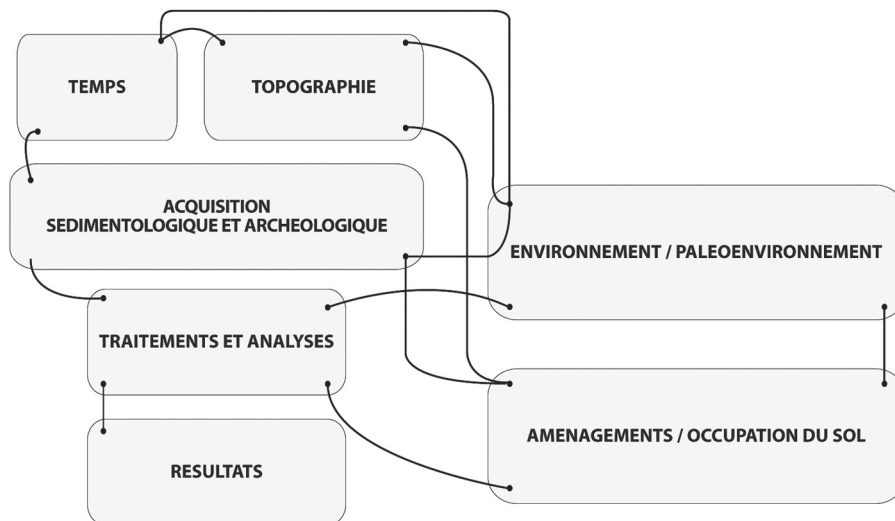 TEMPS
TOPOGRAPHIE
ACQUISITION
SEDIMENTOLOGIQUE ET ARCHEOLOGIQUE
ENVIRONNEMENT / PALEOENVIRONNEMENT
TRAITEMENTS ET ANALYSES
AMENAGEMENTS / OCCUPATION DU SOL
RESULTATS